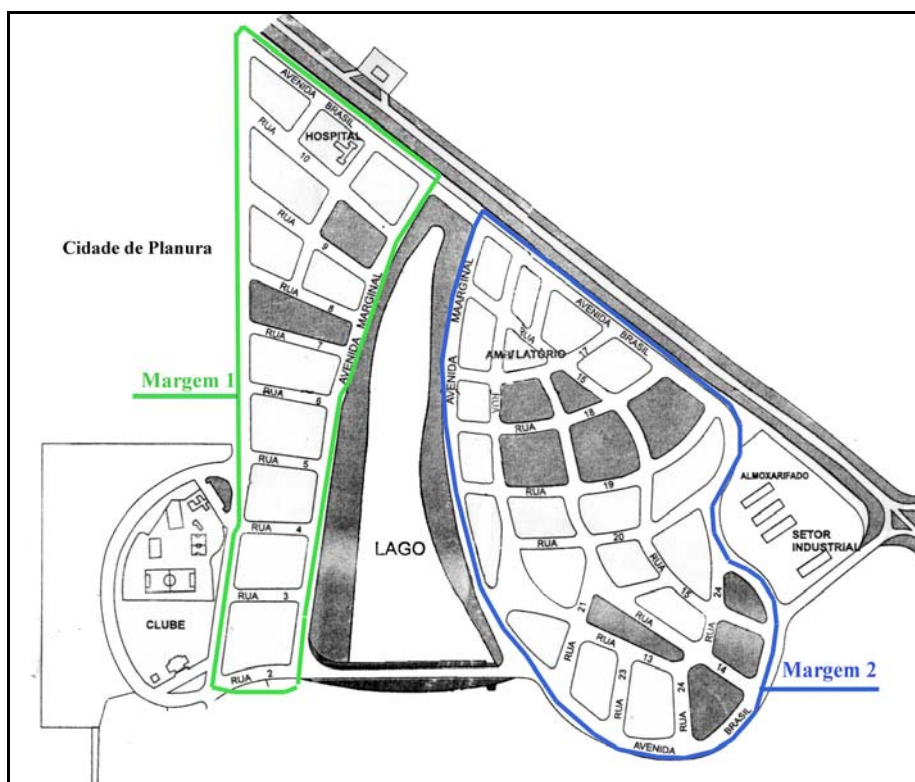 AVENIDA
BRASIL
RUA
HOSPITAL
10
RUA
9
Cidade de Planura
RUA
8
AVENIDA MARGINAL
RUA
7
Margem 1
RUA
6
RUA
5
RUA
4
RUA
3
RUA
2
1
CLUBE
LAGO
AVENIDA MAARGINAL
AVENIDA
BRASIL
RUA
17
AMBULATÓRIO
15
RUA
18
RUA
RUA
19
RUA
20
RUA
15
24
21
RUA
RUA
13
RUA
14
RUA
23
RUA
24
AVENIDA
BRASIL
ALMOXARIFADO
SETOR
INDUSTRIAL
Margem 2